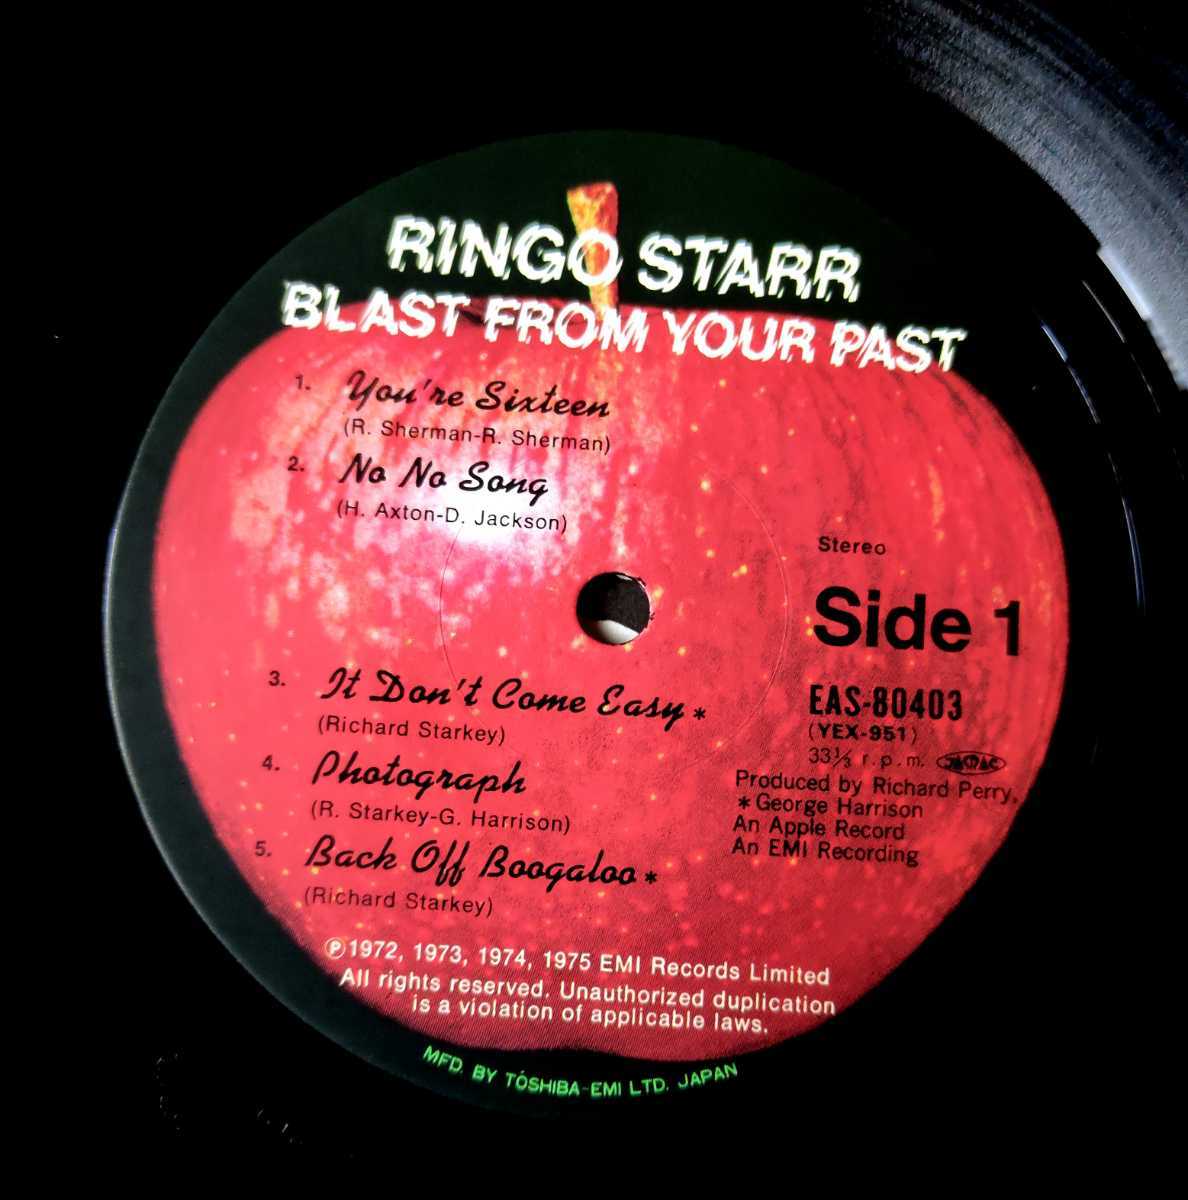 RINGO STARR
BLAST FROM YOUR PAST
1. You're Sixteen
(R. Sherman-R. Sherman)
2. No No Song
(H. Axton-D. Jackson)
Stereo
Side 1
EAS-80403
(YEX-951)
33⅓ r.p.m. JASRAC
3. It Don't Come Easy *
(Richard Starkey)
4. Photograph
(R. Starkey-G. Harrison)
5. Back Off Boogaloo *
(Richard Starkey)
Produced by Richard Perry,
* George Harrison
An Apple Record
An EMI Recording
℗1972, 1973, 1974, 1975 EMI Records Limited
All rights reserved. Unauthorized duplication
is a violation of applicable laws.
MFD. BY TOSHIBA-EMI LTD. JAPAN